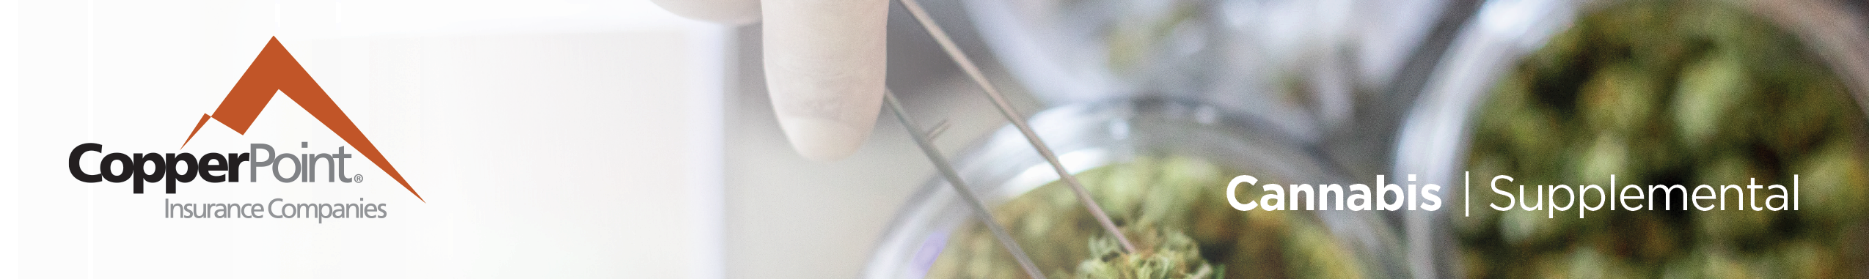 CopperPoint®
Insurance Companies
Cannabis | Supplemental